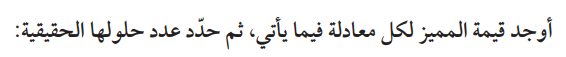 أوجد قيمة المميز لكل معادلة فيما يأتي، ثم حدّد عدد حلولها الحقيقية: